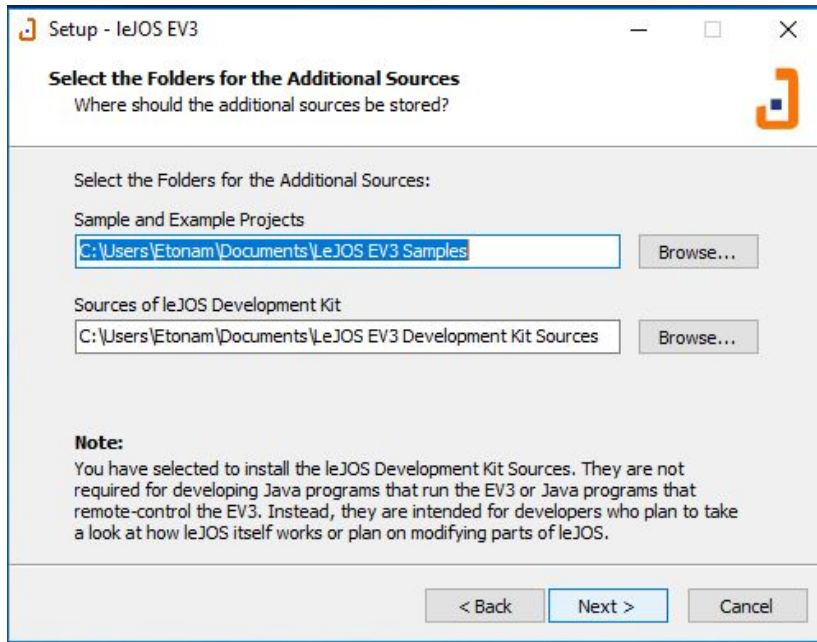 Setup - leJOS EV3
Select the Folders for the Additional Sources
Where should the additional sources be stored?
Select the Folders for the Additional Sources:
Sample and Example Projects
C:\Users\Etonam\Documents\LeJOS EV3 Samples
Browse...
Sources of leJOS Development Kit
C:\Users\Etonam\Documents\LeJOS EV3 Development Kit Sources
Browse...
Note:
You have selected to install the leJOS Development Kit Sources. They are not
required for developing Java programs that run the EV3 or Java programs that
remote-control the EV3. Instead, they are intended for developers who plan to take
a look at how leJOS itself works or plan on modifying parts of leJOS.
< Back
Next >
Cancel